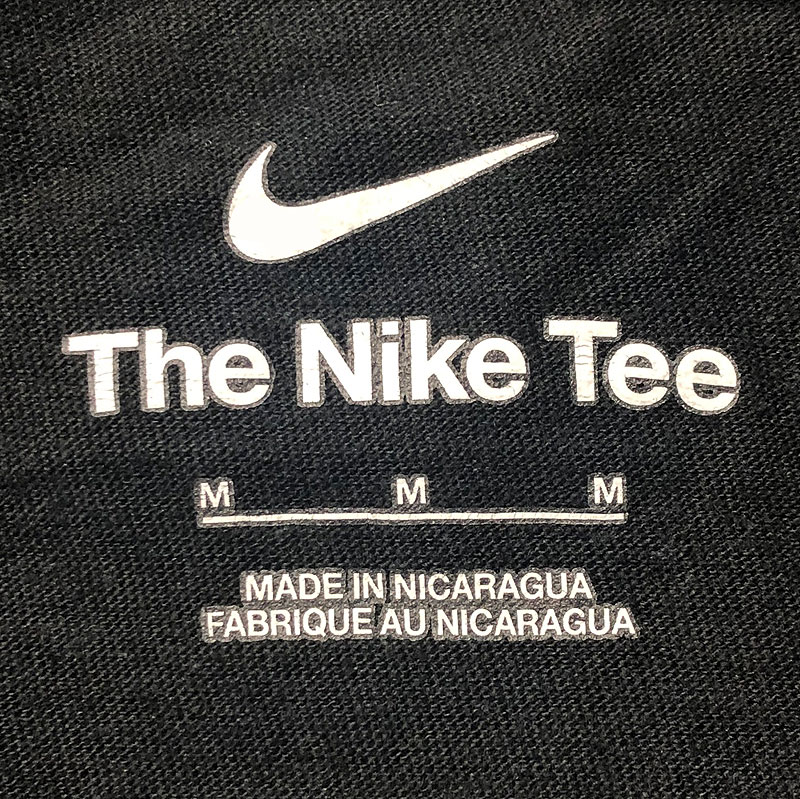 The Nike Tee
M M M
MADE IN NICARAGUA
FABRIQUE AU NICARAGUA